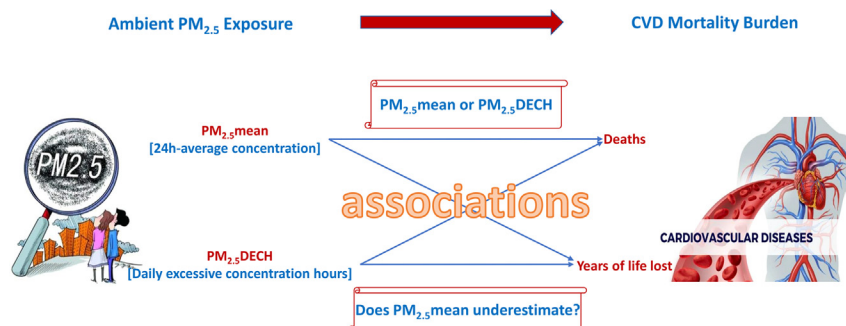 Ambient PM₂.₅ Exposure
CVD Mortality Burden
PM₂.₅mean or PM₂.₅DECH
PM2.5
PM₂.₅mean
[24h-average concentration]
Deaths
associations
CARDIOVASCULAR DISEASES
PM₂.₅DECH
[Daily excessive concentration hours]
Years of life lost
Does PM₂.₅mean underestimate?